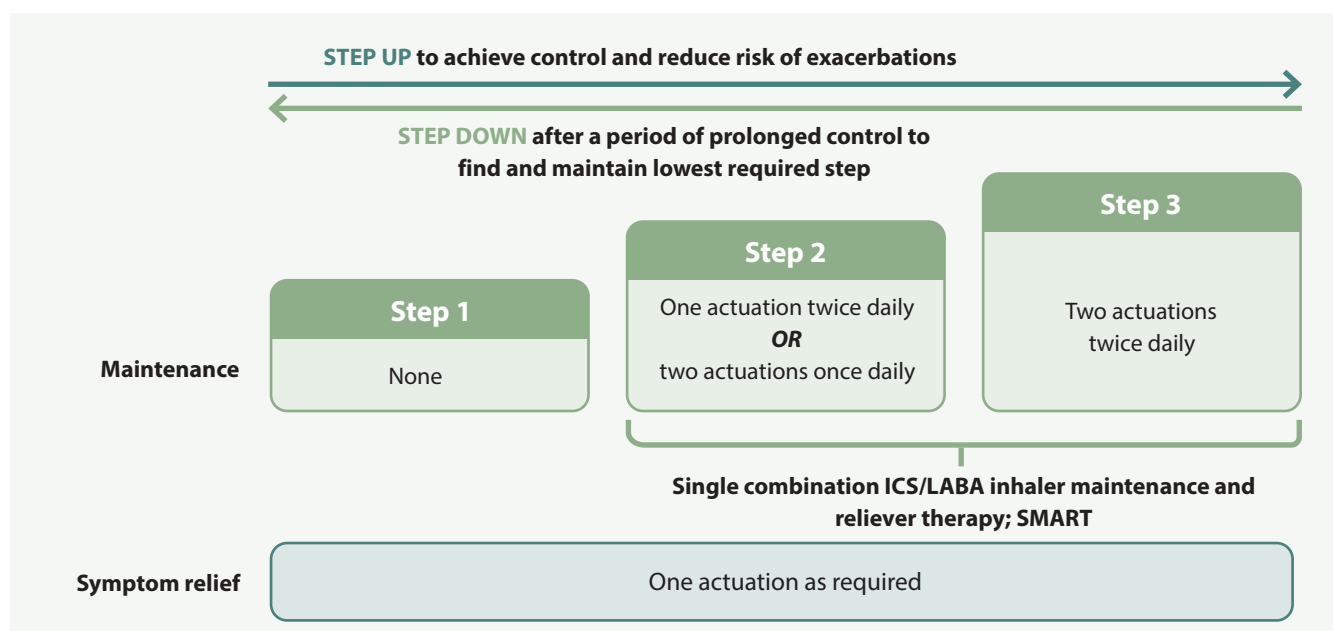 STEP UP to achieve control and reduce risk of exacerbations
STEP DOWN after a period of prolonged control to
find and maintain lowest required step
Maintenance
Step 1
None
Step 2
One actuation twice daily
OR
two actuations once daily
Step 3
Two actuations
twice daily
Single combination ICS/LABA inhaler maintenance and
reliever therapy; SMART
Symptom relief
One actuation as required